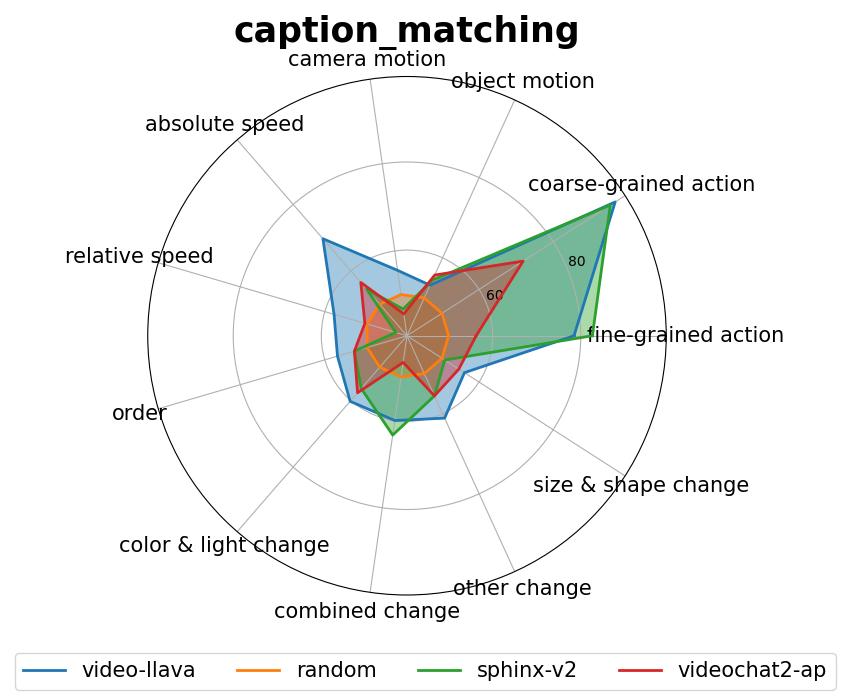 caption_matching
camera motion
object motion
absolute speed
coarse-grained action
relative speed
80
60
fine-grained action
order
size & shape change
color & light change
other change
combined change
video-llava random sphinx-v2 videochat2-ap